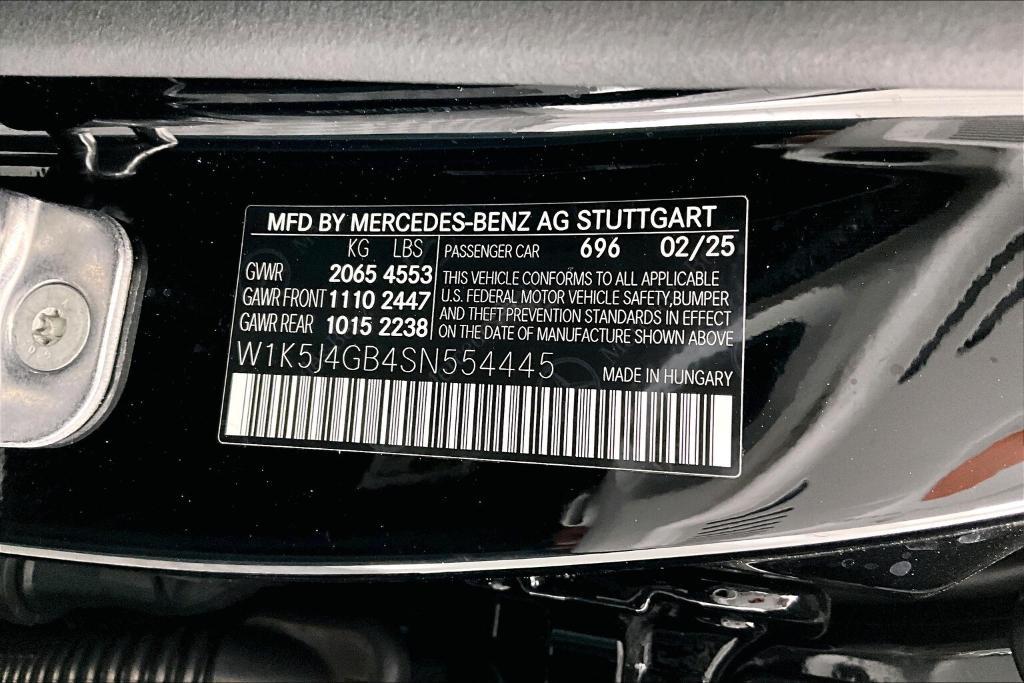 MFD BY MERCEDES-BENZ AG STUTTGART
KG LBS
GVWR 2065 4553
GAWR FRONT 1110 2447
GAWR REAR 1015 2238
PASSENGER CAR 696 02/25
THIS VEHICLE CONFORMS TO ALL APPLICABLE
U.S. FEDERAL MOTOR VEHICLE SAFETY,BUMPER
AND THEFT PREVENTION STANDARDS IN EFFECT
ON THE DATE OF MANUFACTURE SHOWN ABOVE
W1K5J4GB4SN554445
MADE IN HUNGARY